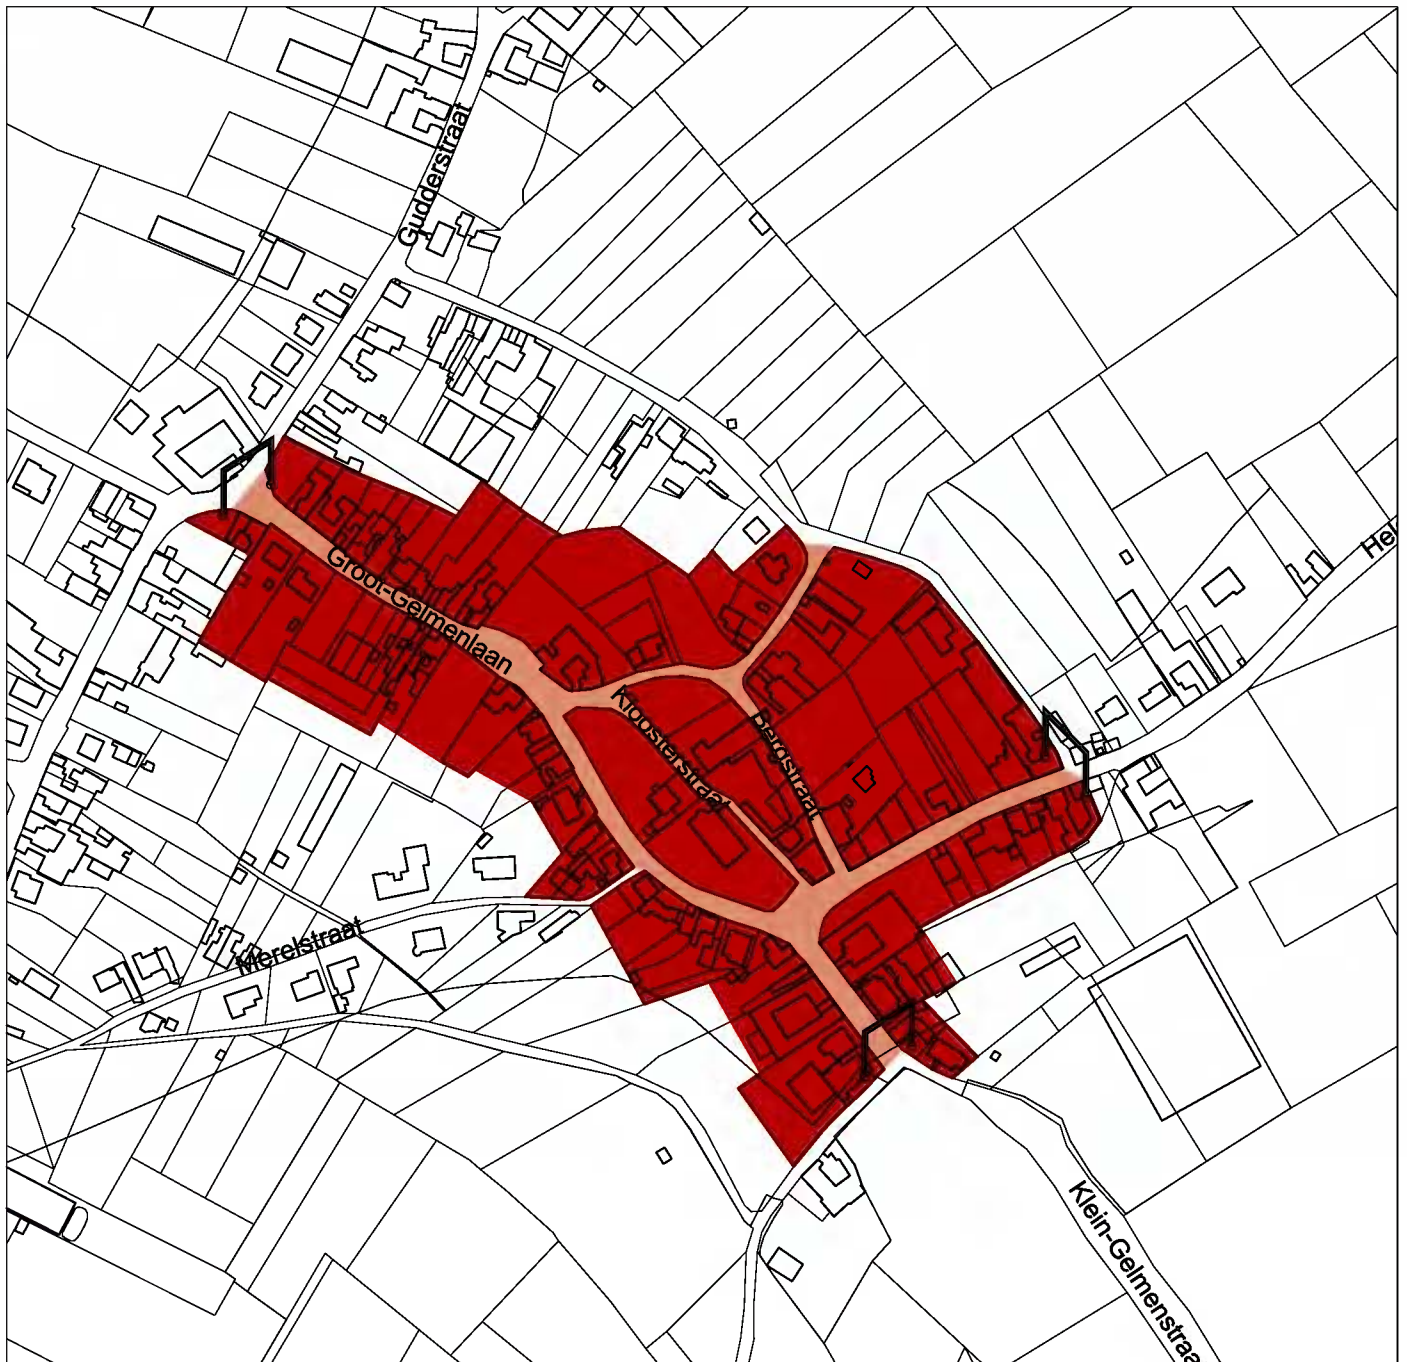 Gudderstraat
Hel
Groot-Gelmenlaan
Kloosterstraat
Bergstraat
Merelstraat
Klein-Gelmenstraa